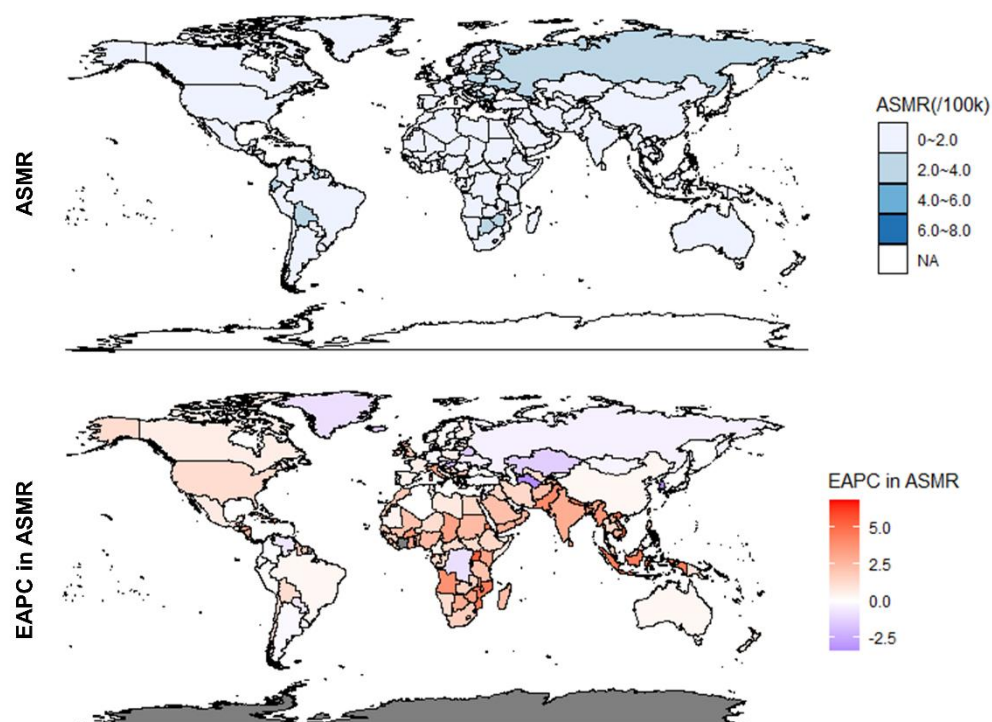 ASMR
ASMR(/100k)
0~2.0
2.0~4.0
4.0~6.0
6.0~8.0
NA
EAPC in ASMR
EAPC in ASMR
5.0
2.5
0.0
-2.5